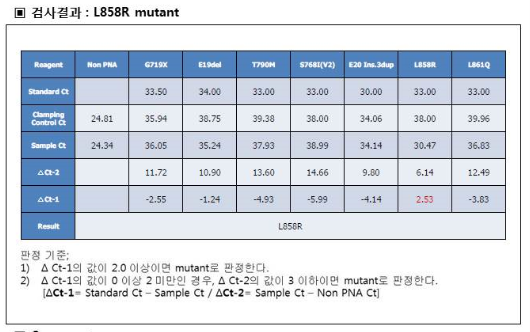 ▣ 검사결과 : L858R mutant
Reagent Non PNA G719X E19del T790M S768I(V2) E20 Ins.3dup L858R L861Q
Standard Ct 33.50 34.00 33.00 33.00 30.00 33.00 33.00
Clamping
Control Ct 24.81 35.94 38.75 39.38 38.00 34.06 38.00 39.96
Sample Ct 24.34 36.05 35.24 37.93 38.99 34.14 30.47 36.83
△Ct-2 11.72 10.90 13.60 14.66 9.80 6.14 12.49
△Ct-1 -2.55 -1.24 -4.93 -5.99 -4.14 2.53 -3.83
Result L858R
판정 기준;
1) Δ Ct-1의 값이 2.0 이상이면 mutant로 판정한다.
2) Δ Ct-1의 값이 0 이상 2 미만인 경우, Δ Ct-2의 값이 3 이하이면 mutant로 판정한다.
[ΔCt-1= Standard Ct – Sample Ct / ΔCt-2= Sample Ct – Non PNA Ct]